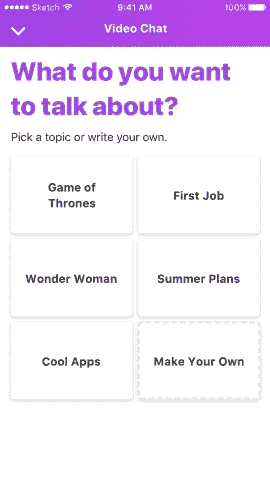 Sketch 9:41 AM 100%
Video Chat
What do you want
to talk about?
Pick a topic or write your own.
Game of
Thrones
First Job
Wonder Woman
Summer Plans
Cool Apps
Make Your Own